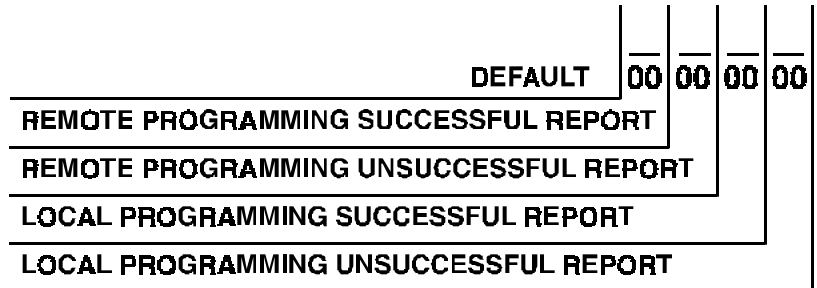 DEFAULT 00 00 00 00
REMOTE PROGRAMMING SUCCESSFUL REPORT
REMOTE PROGRAMMING UNSUCCESSFUL REPORT
LOCAL PROGRAMMING SUCCESSFUL REPORT
LOCAL PROGRAMMING UNSUCCESSFUL REPORT